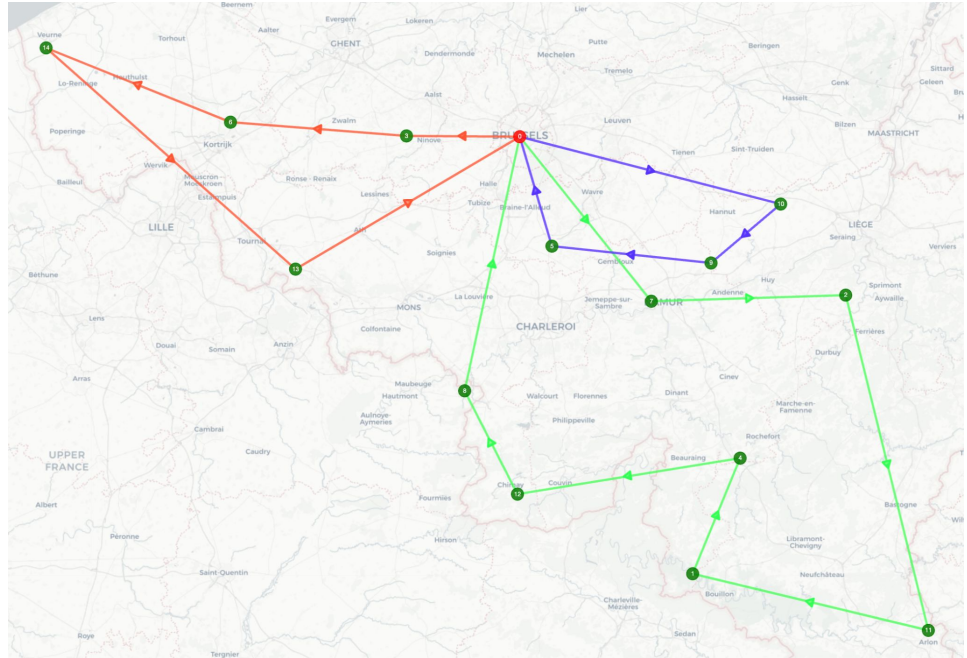 Beernem
Lier
Evergem
Lokeren
Aalter
Veurne
Torhout
Putte
Beringen
GHENT
14
Dendermonde
Mechelen
Sittard
Tremelo
Geleen
Lo-Reninge
Houthulst
Genk
Aalst
Hasselt
6
Zwalm
Leuven
Bilzen
Poperinge
3
BRUSSELS
0
MAASTRICHT
Ninove
Kortrijk
Tienen
Sint-Truiden
Wervik
Mouscron
Moeskroen
Ronse - Renaix
Halle
Bailleul
Lessines
Wavre
Estaimpuis
Tubize
Braine-l'Alleud
10
Hannut
LILLE
LIÈGE
Ath
Tournai
5
Seraing
Verviers
Soignies
Gembloux
9
Béthune
13
Huy
Sprimont
La Louvière
Jemeppe-sur-
Sambre
Andenne
2
Aywaille
7
MUR
MONS
Lens
CHARLEROI
Colfontaine
Ferrières
Douai
Somain
Anzin
Durbuy
Arras
Maubeuge
Hautmont
8
Walcourt
Florennes
Dinant
Ciney
Marche-en-
Famenne
Aulnoye-
Aymeries
Philippeville
Cambrai
Rochefort
UPPER
FRANCE
Caudry
Beauraing
4
Chimay
Couvin
12
Fourmies
Albert
Bastogne
Péronne
Hirson
Libramont-
Chevigny
Saint-Quentin
1
Neufchâteau
Bouillon
Charleville-
Mézières
Roye
Sedan
11
Arlon
Tergnier